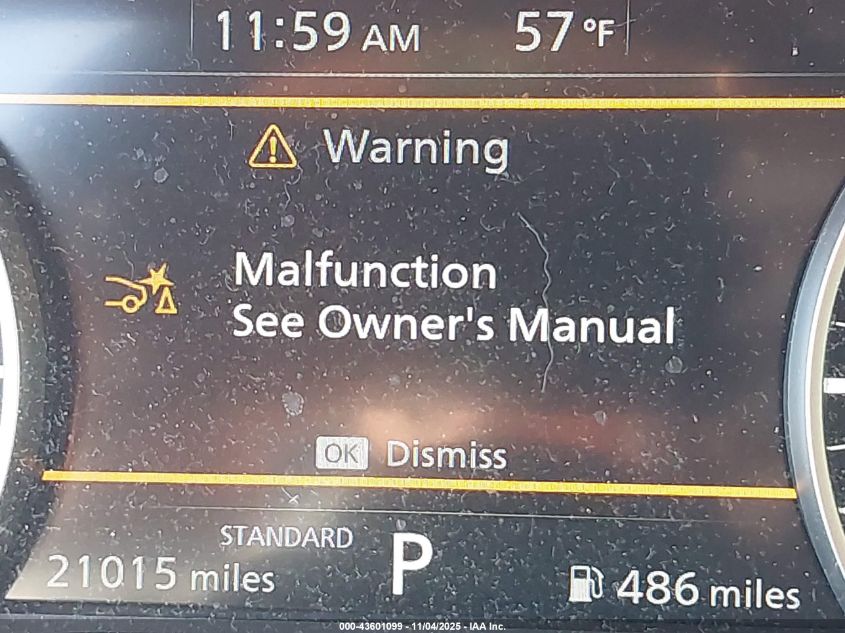 11:59 AM 57 °F
Warning
Malfunction
See Owner's Manual
OK Dismiss
STANDARD
21015 miles P 486 miles
000-43601099 - 11/04/2025 - IAA Inc.